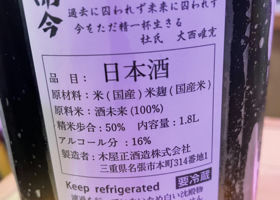 而今
過去に囚われず未来に囚われず
今をただ精一杯生きる
杜氏 大西唯克
品目：日本酒
原材料：米(国産) 米麹(国産米)
原料米：酒未来(100%)
精米歩合：50% 内容量：1.8L
アルコール分：16%
製造者：木屋正酒造株式会社
三重県名張市本町314番地1
Keep refrigerated
要冷蔵